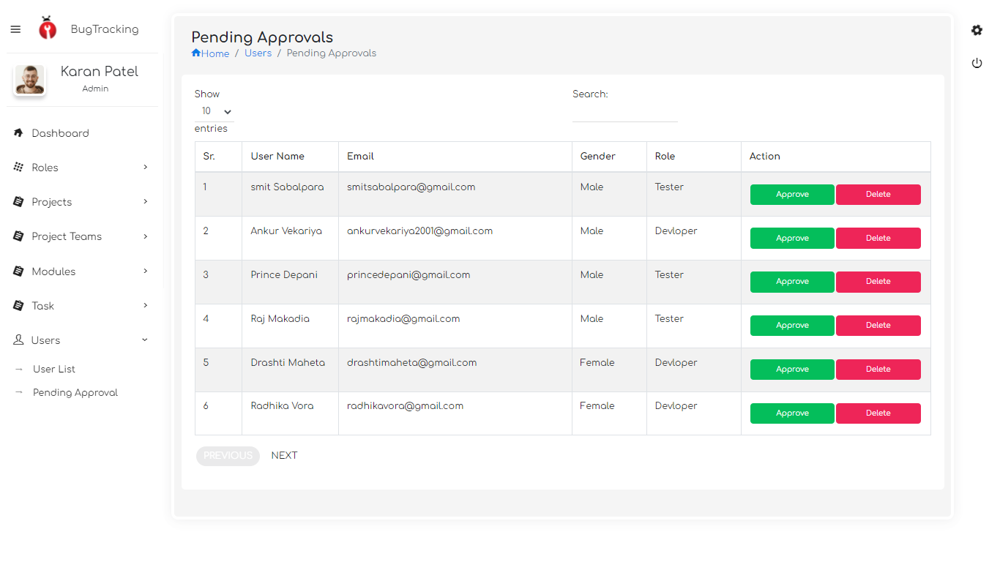 BugTracking
Karan Patel
Admin
Dashboard
Roles
Projects
Project Teams
Modules
Task
Users
→ User List
→ Pending Approval
Pending Approvals
Home / Users / Pending Approvals
Show
10
entries
Search:
Sr. User Name Email Gender Role Action
1 smit Sabalpara smitsabalpara@gmail.com Male Tester Approve Delete
2 Ankur Vekariya ankurvekariya2001@gmail.com Male Devloper Approve Delete
3 Prince Depani princedepani@gmail.com Male Tester Approve Delete
4 Raj Makadia rajmakadia@gmail.com Male Tester Approve Delete
5 Drashti Maheta drashtimaheta@gmail.com Female Devloper Approve Delete
6 Radhika Vora radhikavora@gmail.com Female Devloper Approve Delete
PREVIOUS NEXT